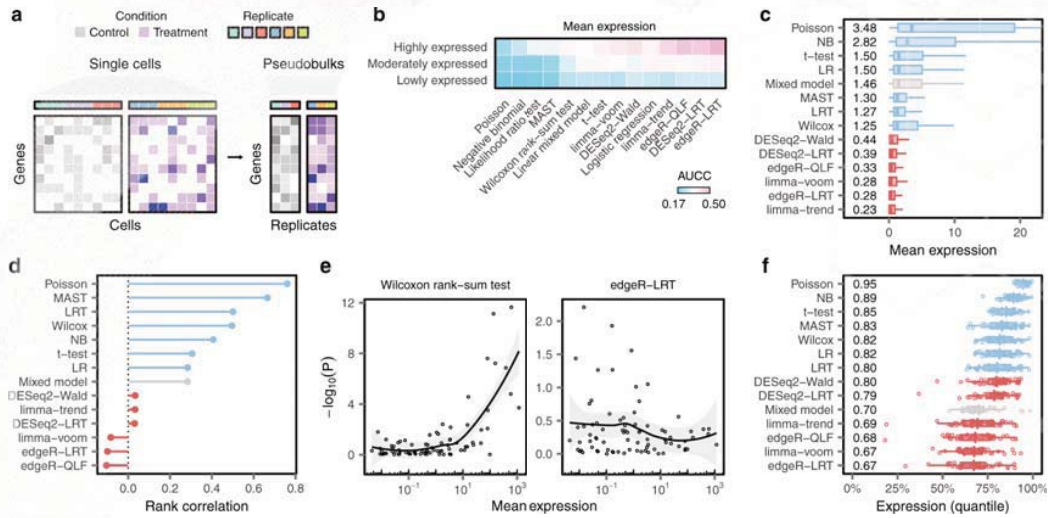 a
Condition
Control
Treatment
Replicate
Single cells
Pseudobulks
Genes
Genes
Cells
Replicates
b
Mean expression
Highly expressed
Moderately expressed
Lowly expressed
Poisson
Negative binomial
Likelihood ratio test
MAST
Wilcoxon rank−sum test
Linear mixed model
t−test
limma−voom
DESeq2−Wald
Logistic regression
limma−trend
edgeR−QLF
DESeq2−LRT
edgeR−LRT
AUCC
0.17 0.50
c
Poisson 3.48
NB 2.82
t−test 1.50
LR 1.50
Mixed model 1.46
MAST 1.30
LRT 1.27
Wilcox 1.25
DESeq2−Wald 0.44
DESeq2−LRT 0.39
edgeR−QLF 0.33
limma−voom 0.28
edgeR−LRT 0.28
limma−trend 0.23
0 10 20
Mean expression
d
Poisson
MAST
LRT
Wilcox
NB
t−test
LR
Mixed model
DESeq2−Wald
limma−trend
DESeq2−LRT
limma−voom
edgeR−LRT
edgeR−QLF
0.0 0.2 0.4 0.6 0.8
Rank correlation
e
Wilcoxon rank−sum test
edgeR−LRT
−log10(P)
12
8
4
0
2.0
1.5
1.0
0.5
0.0
10−1 10 103
10−1 10 103
Mean expression
f
Poisson 0.95
NB 0.89
t−test 0.85
MAST 0.83
Wilcox 0.82
LR 0.82
LRT 0.80
DESeq2−Wald 0.80
DESeq2−LRT 0.79
Mixed model 0.70
limma−trend 0.69
edgeR−QLF 0.68
limma−voom 0.67
edgeR−LRT 0.67
0% 25% 50% 75% 100%
Expression (quantile)